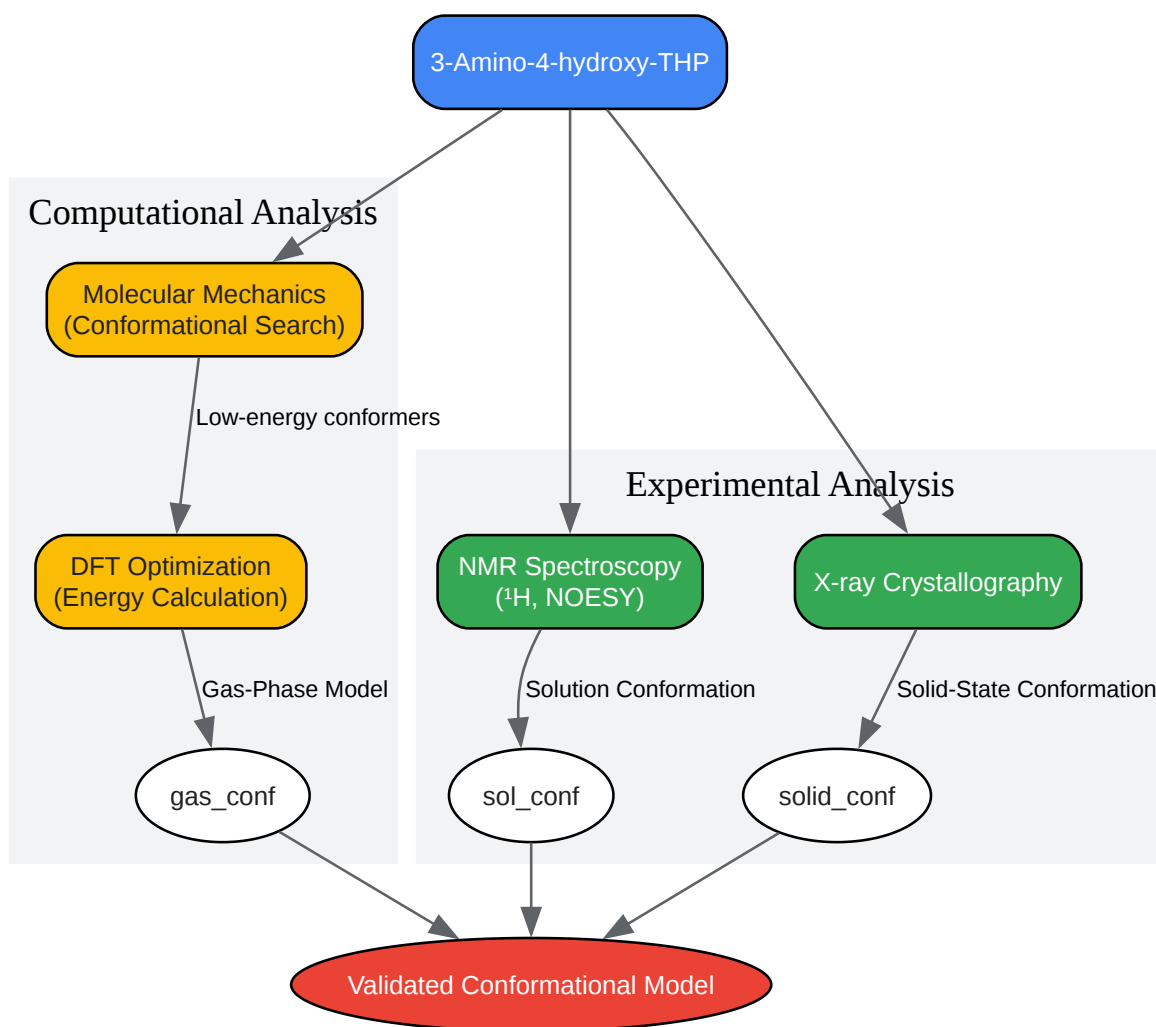 3-Amino-4-hydroxy-THP
Computational Analysis
Molecular Mechanics
(Conformational Search)
Low-energy conformers
Experimental Analysis
DFT Optimization
(Energy Calculation)
NMR Spectroscopy
(¹H, NOESY)
X-ray Crystallography
Gas-Phase Model
Solution Conformation
Solid-State Conformation
gas_conf
sol_conf
solid_conf
Validated Conformational Model